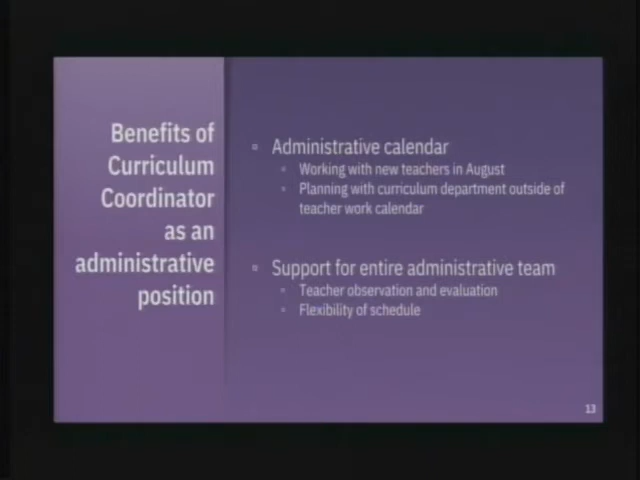 Benefits of
Curriculum
Coordinator
as an
administrative
position
Administrative calendar
Working with new teachers in August
Planning with curriculum department outside of
teacher work calendar
Support for entire administrative team
Teacher observation and evaluation
Flexibility of schedule
13